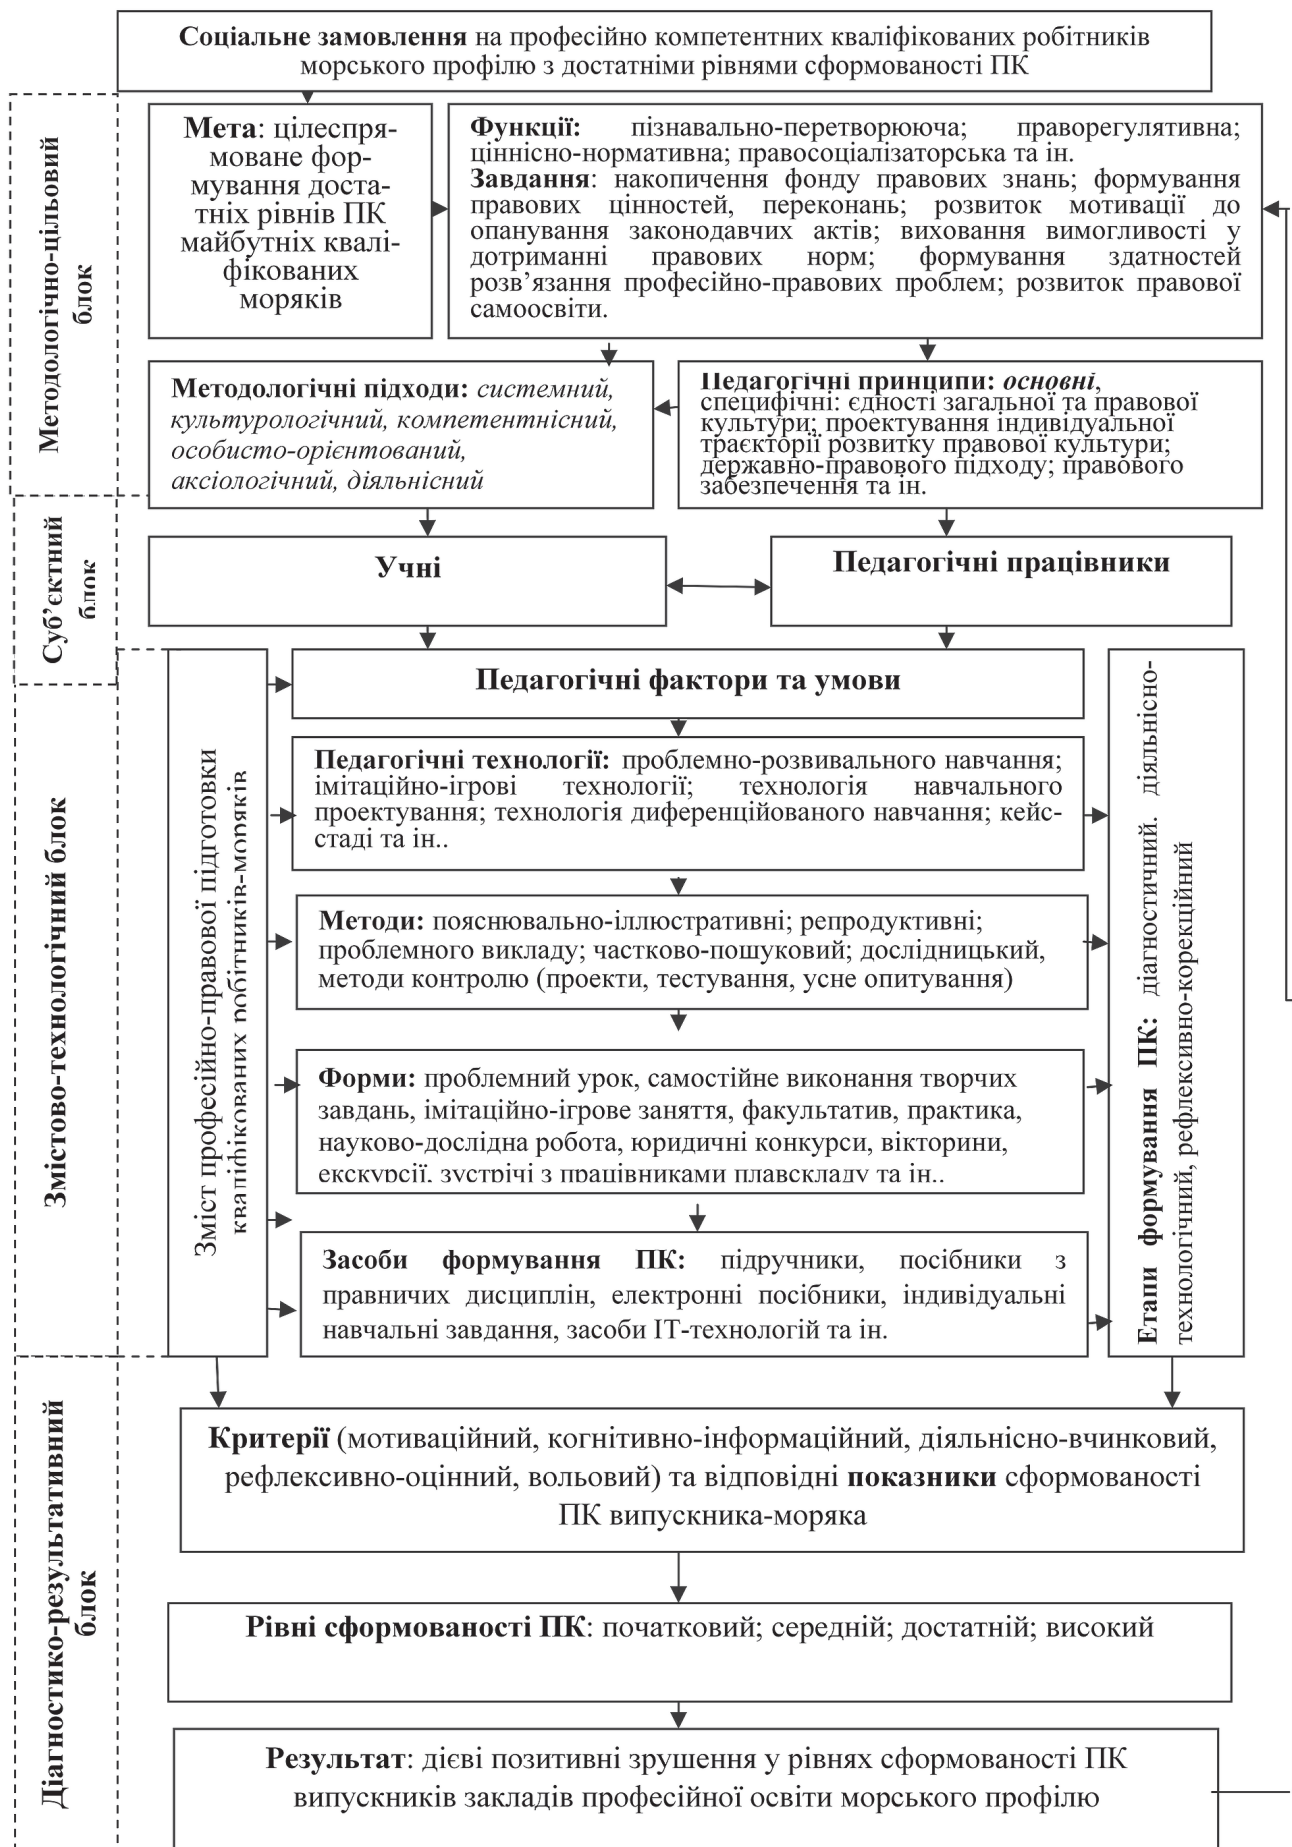 Соціальне замовлення на професійно компетентних кваліфікованих робітників
морського профілю з достатніми рівнями сформованості ПК
Методологічно-цільовий
блок
Мета: цілеспря-
моване фор-
мування доста-
тніх рівнів ПК
майбутніх квалі-
фікованих
моряків
Функції: пізнавально-перетворююча; праворегулятивна;
ціннісно-нормативна; правосоціалізаторська та ін.
Завдання: накопичення фонду правових знань; формування
правових цінностей, переконань; розвиток мотивації до
опанування законодавчих актів; виховання вимогливості у
дотриманні правових норм; формування здатностей
розв’язання професійно-правових проблем; розвиток правової
самоосвіти.
Методологічні підходи: системний,
культурологічний, компетентнісний,
особисто-орієнтований,
аксіологічний, діяльнісний
Педагогічні принципи: основні,
специфічні: єдності загальної та правової
культури; проектування індивідуальної
траєкторії розвитку правової культури;
державно-правового підходу; правового
забезпечення та ін.
Суб’єктний
блок
Учні
Педагогічні працівники
Змістово-технологічний блок
Зміст професійно-правової підготовки
кваліфікованих робітників-моряків
Педагогічні фактори та умови
Педагогічні технології: проблемно-розвивального навчання;
імітаційно-ігрові технології; технологія навчального
проектування; технологія диференційованого навчання; кейс-
стаді та ін..
Методи: пояснювально-іллюстративні; репродуктивні;
проблемного викладу; частково-пошуковий; дослідницький,
методи контролю (проекти, тестування, усне опитування)
Форми: проблемний урок, самостійне виконання творчих
завдань, імітаційно-ігрове заняття, факультатив, практика,
науково-дослідна робота, юридичні конкурси, вікторини,
екскурсії, зустрічі з працівниками плавскладу та ін..
Засоби формування ПК: підручники, посібники з
правничих дисциплін, електронні посібники, індивідуальні
навчальні завдання, засоби ІТ-технологій та ін.
Етапи формування ПК: діагностичний. діяльнісно-
технологічний, рефлексивно-корекційний
Діагностико-результативний
блок
Критерії (мотиваційний, когнітивно-інформаційний, діяльнісно-вчинковий,
рефлексивно-оцінний, вольовий) та відповідні показники сформованості
ПК випускника-моряка
Рівні сформованості ПК: початковий; середній; достатній; високий
Результат: дієві позитивні зрушення у рівнях сформованості ПК
випускників закладів професійної освіти морського профілю